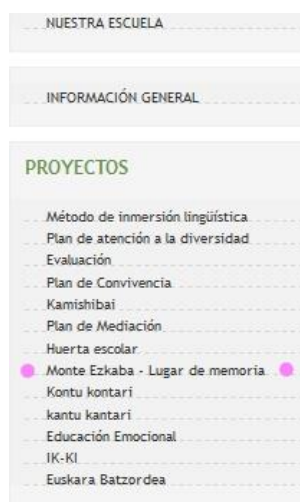 NUESTRA ESCUELA
INFORMACIÓN GENERAL
PROYECTOS
Método de inmersión lingüística
Plan de atención a la diversidad
Evaluación
Plan de Convivencia
Kamishibai
Plan de Mediación
Huerta escolar
Monte Ezkaba - Lugar de memoria
Kontu kontari
kantu kantari
Educación Emocional
IK-KI
Euskara Batzordea